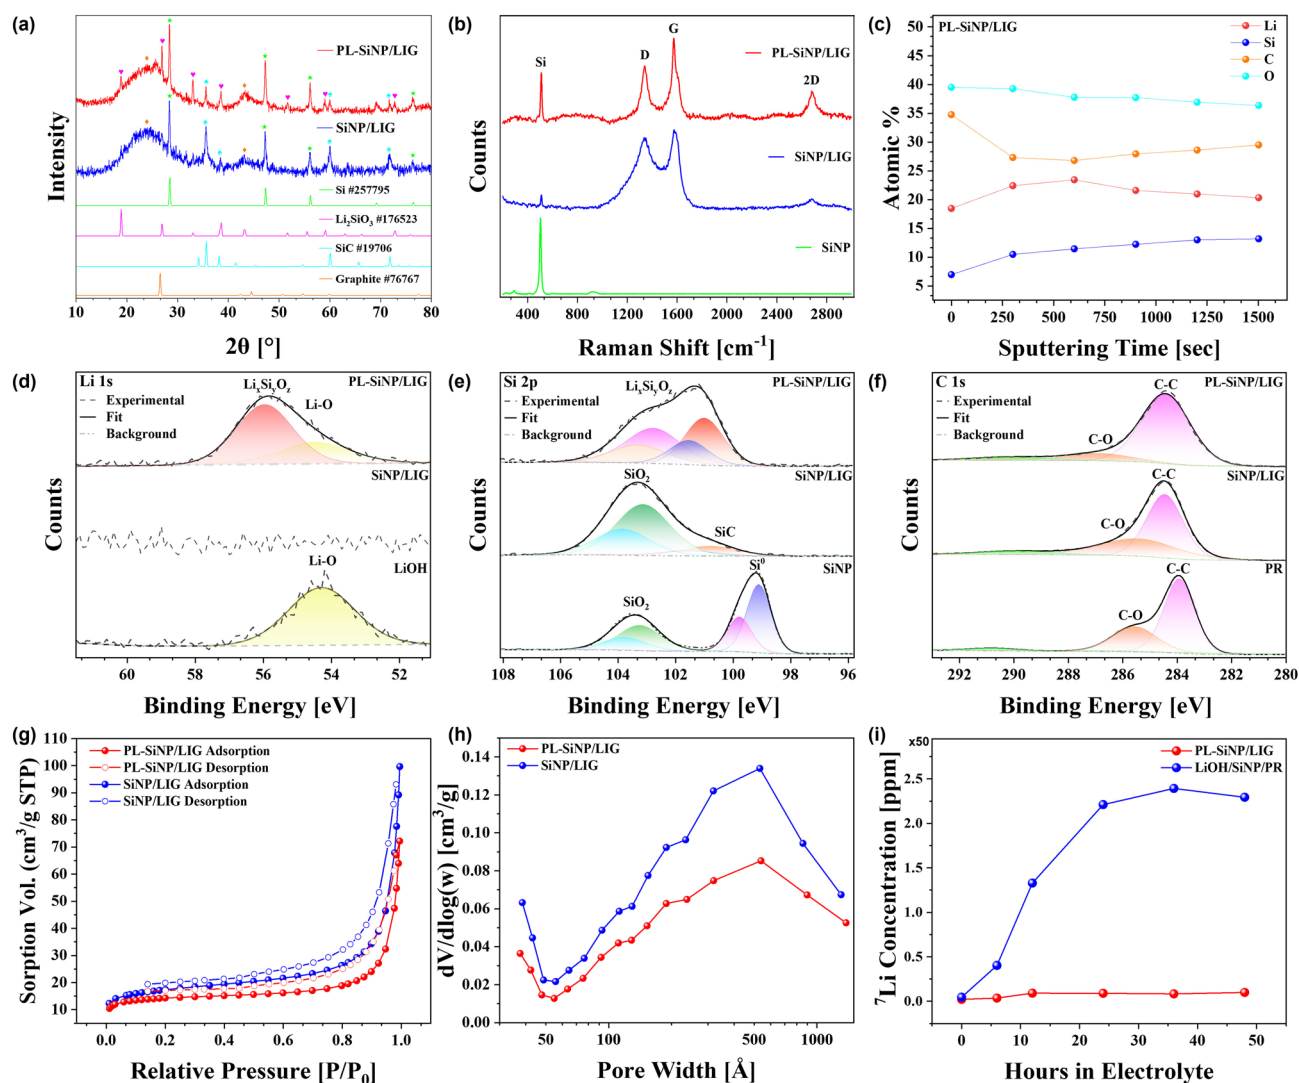 (a)
PL-SiNP/LIG
SiNP/LIG
Si #257795
Li₂SiO₃ #176523
SiC #19706
Graphite #76767
Intensity
10 20 30 40 50 60 70 80
2θ [°]
(b)
G
D
Si
2D
PL-SiNP/LIG
SiNP/LIG
SiNP
Counts
400 800 1200 1600 2000 2400 2800
Raman Shift [cm⁻¹]
(c)
PL-SiNP/LIG
Li
Si
C
O
Atomic %
50
45
40
35
30
25
20
15
10
5
0 250 500 750 1000 1250 1500
Sputtering Time [sec]
(d)
Li 1s
LiₓSiᵧO_z
PL-SiNP/LIG
Experimental
Fit
Background
Li-O
SiNP/LIG
Li-O
LiOH
Counts
60 58 56 54 52
Binding Energy [eV]
(e)
Si 2p
LiₓSiᵧO_z
PL-SiNP/LIG
Experimental
Fit
Background
SiO₂
SiNP/LIG
SiC
Si⁰
SiNP
SiO₂
Counts
108 106 104 102 100 98 96
Binding Energy [eV]
(f)
C 1s
C-C
PL-SiNP/LIG
Experimental
Fit
Background
C-O
C-C
SiNP/LIG
C-O
C-C
PR
C-O
Counts
292 290 288 286 284 282 280
Binding Energy [eV]
(g)
PL-SiNP/LIG Adsorption
PL-SiNP/LIG Desorption
SiNP/LIG Adsorption
SiNP/LIG Desorption
Sorption Vol. (cm³/g STP)
110
100
90
80
70
60
50
40
30
20
10
0.0 0.2 0.4 0.6 0.8 1.0
Relative Pressure [P/P₀]
(h)
PL-SiNP/LIG
SiNP/LIG
dV/dlog(w) [cm³/g]
0.14
0.12
0.10
0.08
0.06
0.04
0.02
0.00
50 100 500 1000
Pore Width [Å]
(i)
x50
PL-SiNP/LIG
LiOH/SiNP/PR
⁷Li Concentration [ppm]
2.5
2.0
1.5
1.0
0.5
0.0
0 10 20 30 40 50
Hours in Electrolyte